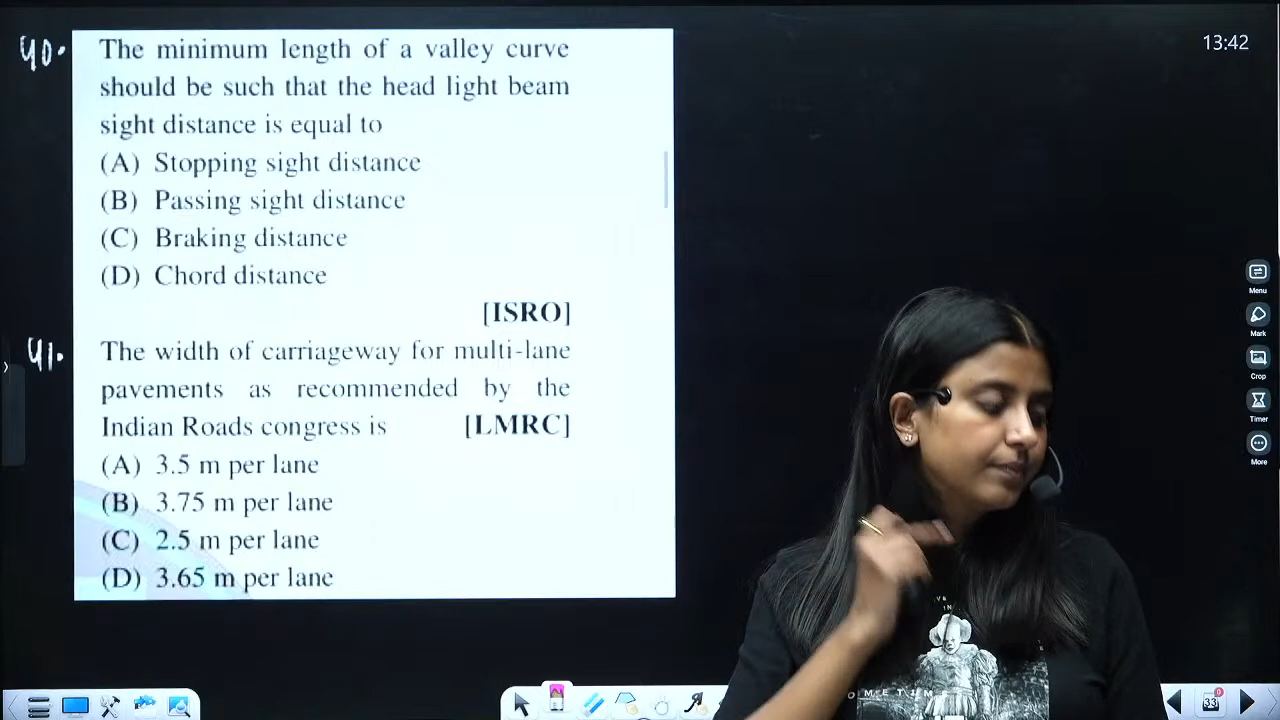 13:42
40.
The minimum length of a valley curve
should be such that the head light beam
sight distance is equal to
(A) Stopping sight distance
(B) Passing sight distance
(C) Braking distance
(D) Chord distance
[ISRO]
41.
The width of carriageway for multi-lane
pavements as recommended by the
Indian Roads congress is [LMRC]
(A) 3.5 m per lane
(B) 3.75 m per lane
(C) 2.5 m per lane
(D) 3.65 m per lane
Menu
Mark
Crop
Timer
More
IN
OMETIME
33